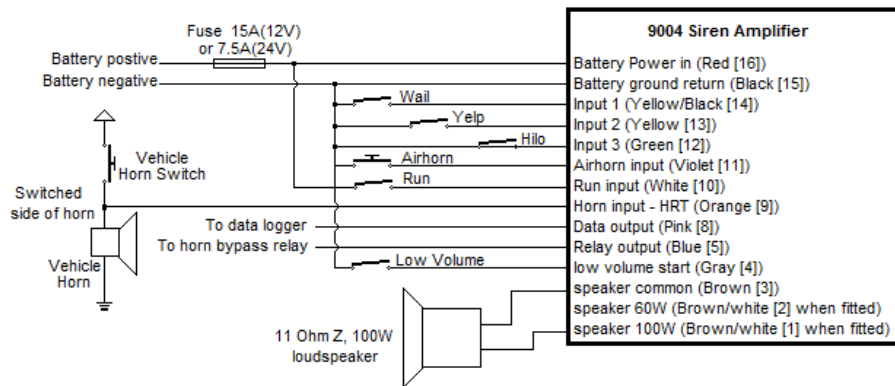 Fuse 15A(12V)
or 7.5A(24V)
Battery postive
Battery negative
Wail
Yelp
Hilo
Airhorn
Run
Vehicle
Horn Switch
Switched
side of horn
To data logger
To horn bypass relay
Vehicle
Horn
Low Volume
11 Ohm Z, 100W
loudspeaker
9004 Siren Amplifier
Battery Power in (Red [16])
Battery ground return (Black [15])
Input 1 (Yellow/Black [14])
Input 2 (Yellow [13])
Input 3 (Green [12])
Airhorn input (Violet [11])
Run input (White [10])
Horn input - HRT (Orange [9])
Data output (Pink [8])
Relay output (Blue [5])
low volume start (Gray [4])
speaker common (Brown [3])
speaker 60W (Brown/white [2] when fitted)
speaker 100W (Brown/white [1] when fitted)